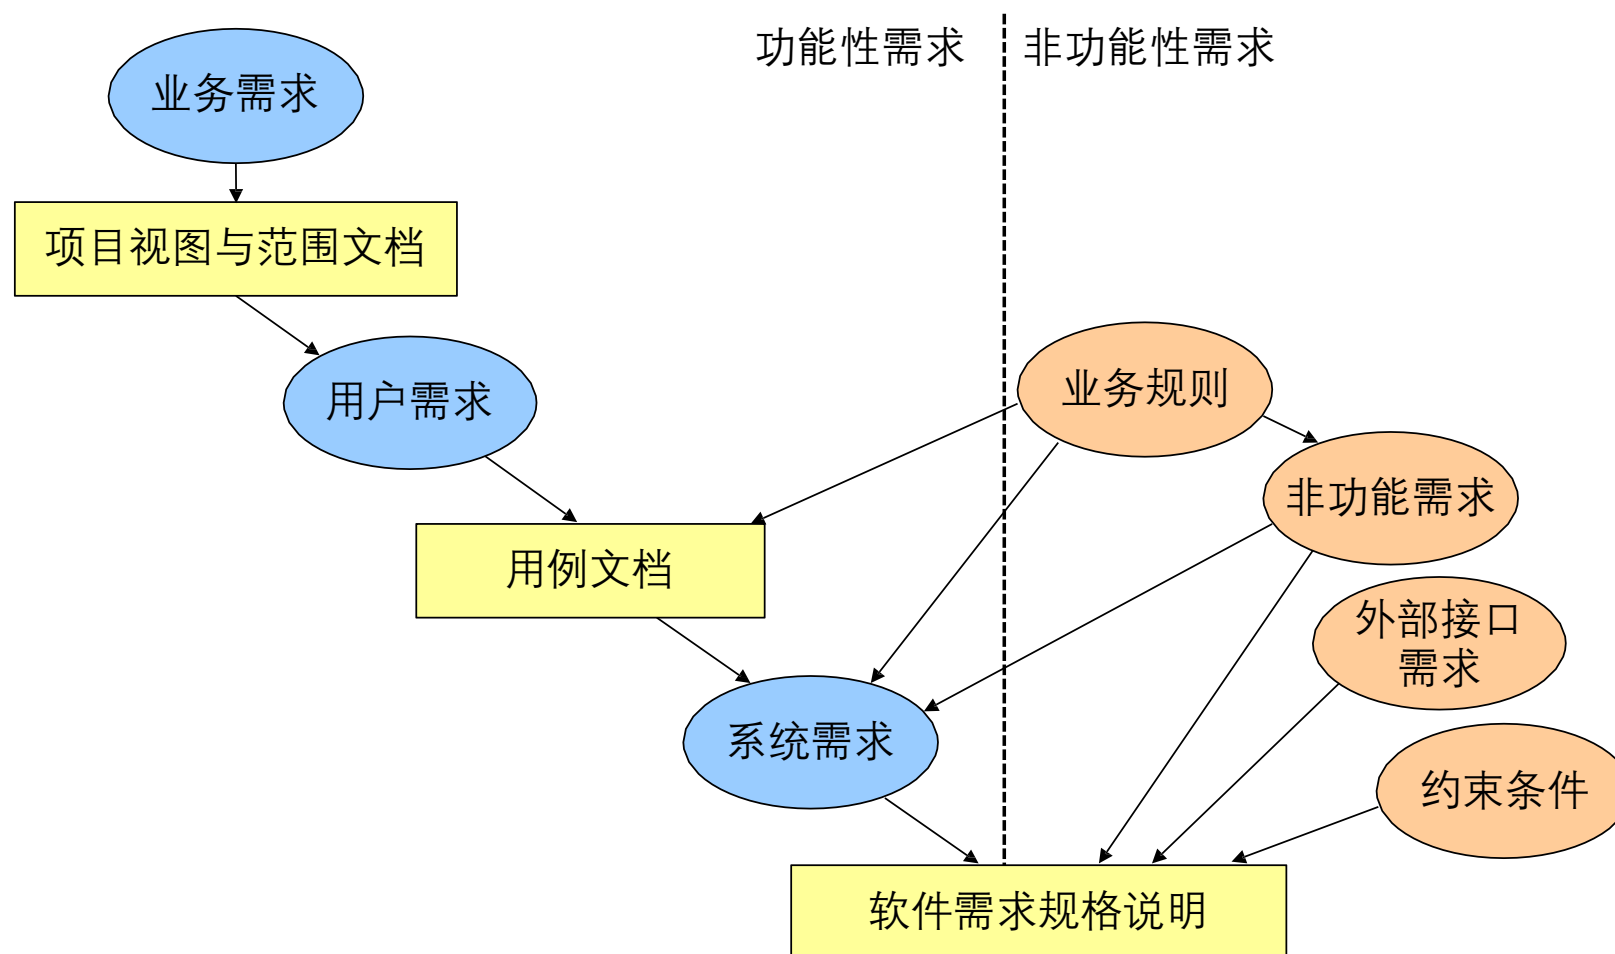 功能性需求
非功能性需求
业务需求
项目视图与范围文档
用户需求
业务规则
非功能需求
用例文档
外部接口
需求
系统需求
约束条件
软件需求规格说明